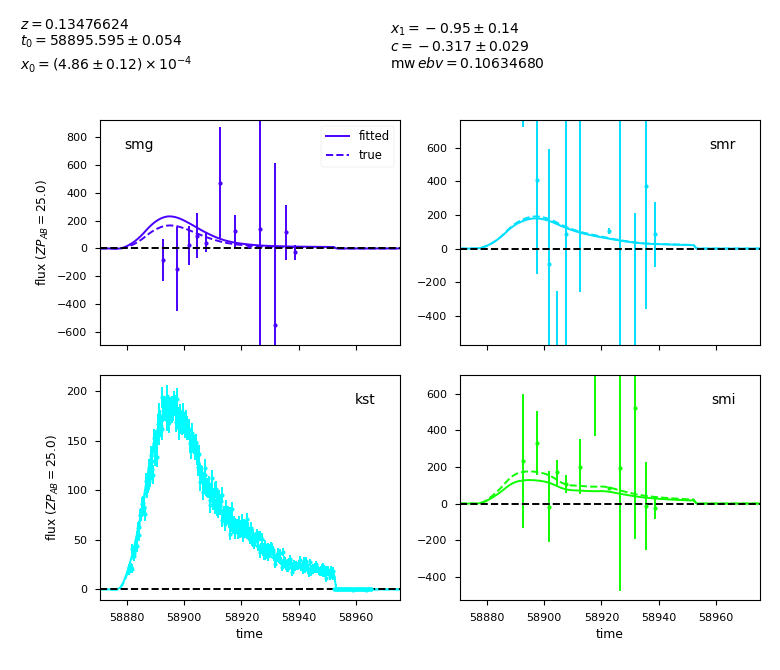 z = 0.13476624
t₀ = 58895.595 ± 0.054
x₀ = (4.86 ± 0.12) × 10⁻⁴
x₁ = −0.95 ± 0.14
c = −0.317 ± 0.029
mw ebv = 0.10634680
smg
fitted
true
800
600
400
200
0
−200
−400
−600
flux (ZP_AB = 25.0)
smr
600
400
200
0
−200
−400
kst
200
150
100
50
0
flux (ZP_AB = 25.0)
58880 58900 58920 58940 58960
time
smi
600
400
200
0
−200
−400
58880 58900 58920 58940 58960
time